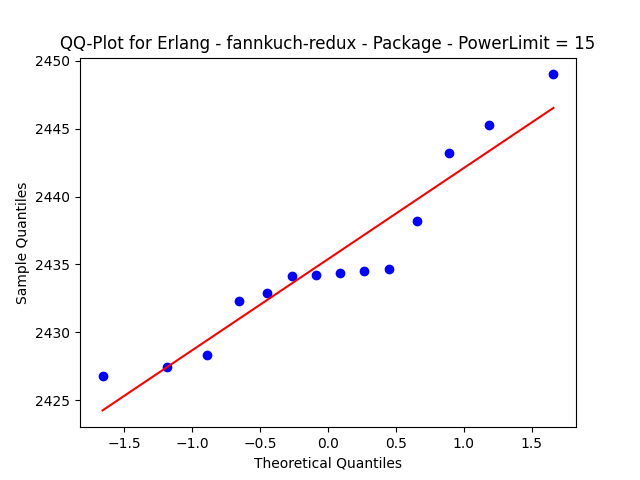 QQ-Plot for Erlang - fannkuch-redux - Package - PowerLimit = 15
2450
2445
2440
2435
2430
2425
Sample Quantiles
−1.5 −1.0 −0.5 0.0 0.5 1.0 1.5
Theoretical Quantiles